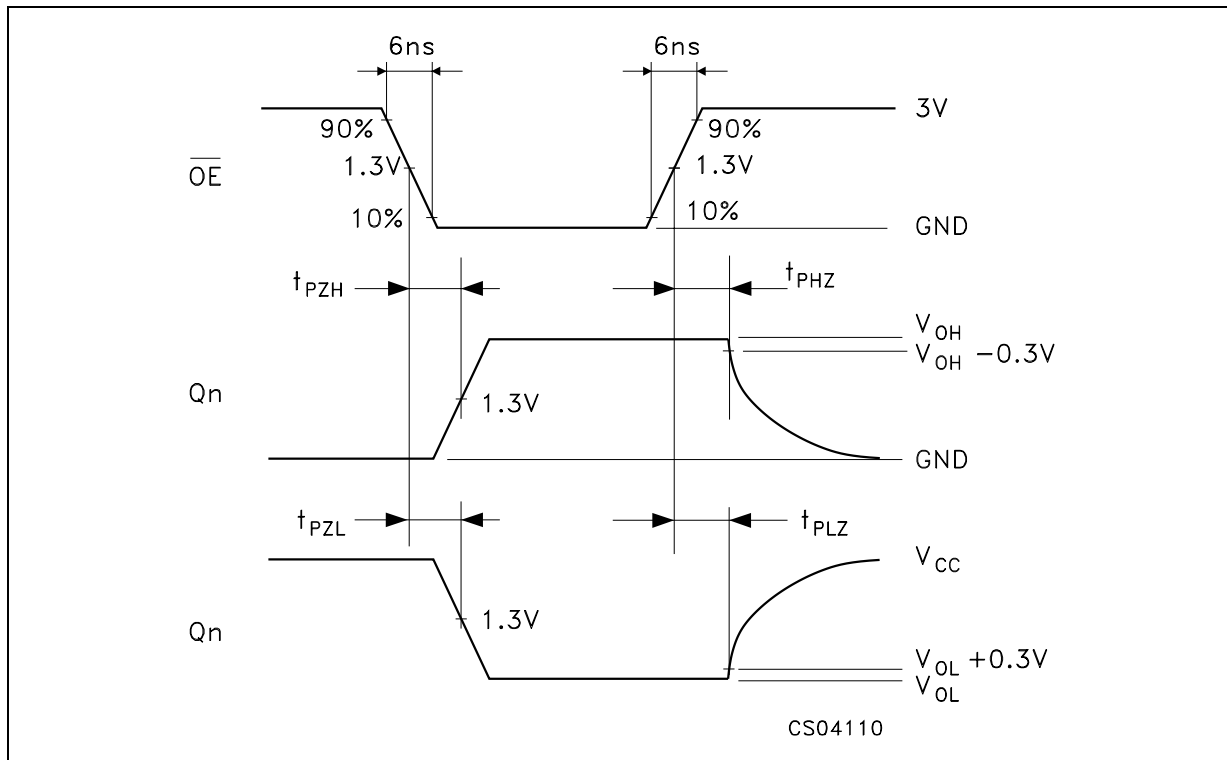 6ns 6ns
3V
90% 90%
OE 1.3V 1.3V
10% 10%
GND
tPZH tPHZ
VOH
VOH −0.3V
Qn 1.3V
GND
tPZL tPLZ
VCC
Qn 1.3V
VOL +0.3V
VOL
CS04110